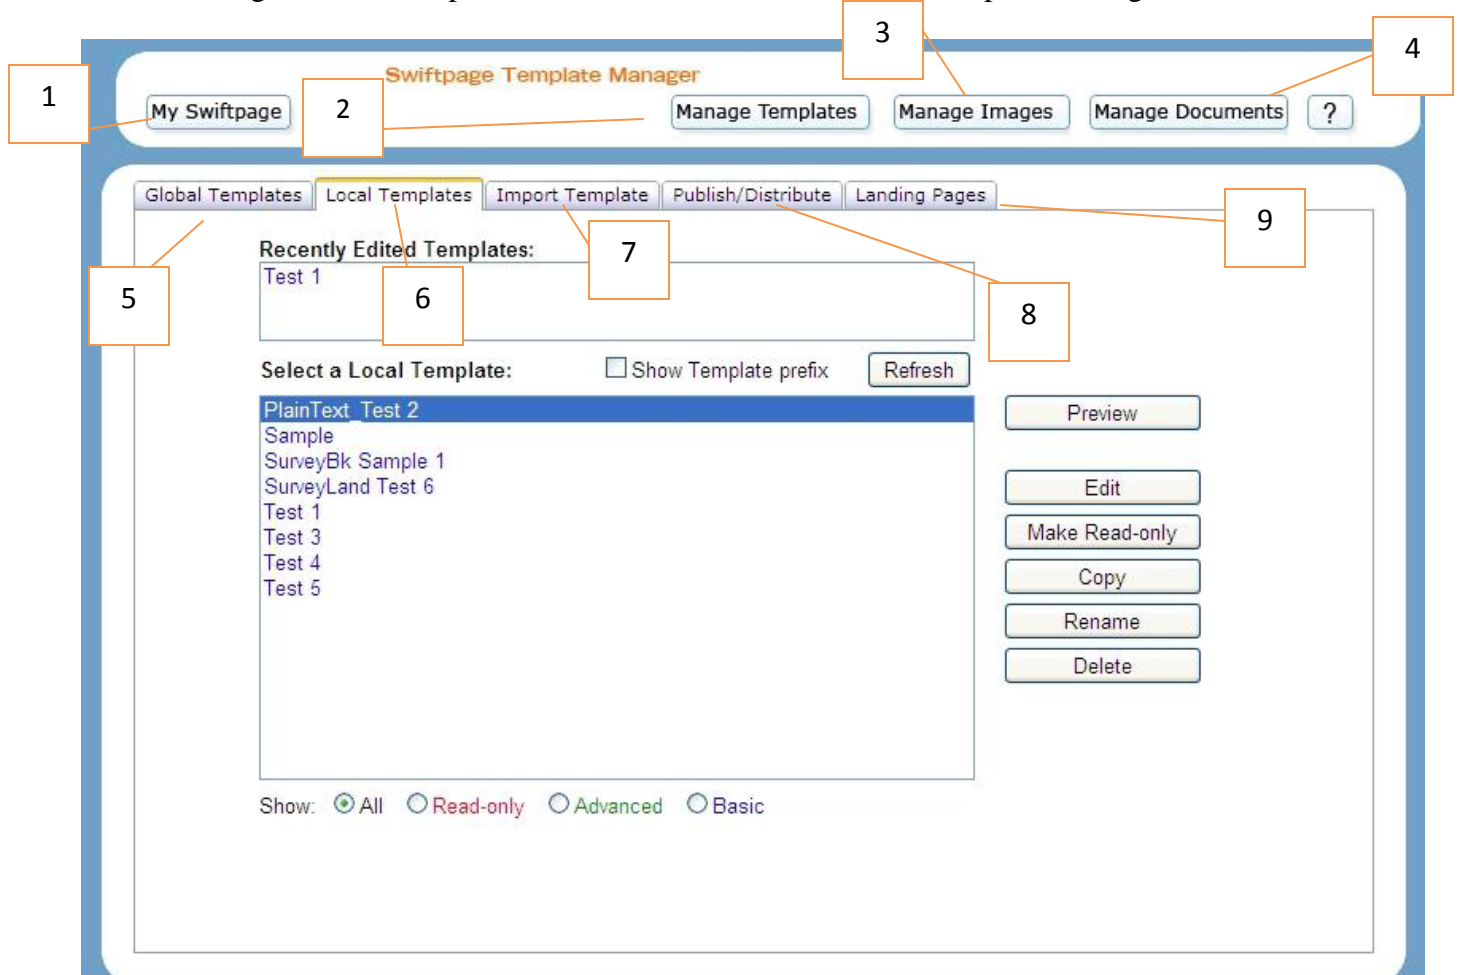 3
4
Swiftpage Template Manager
1
2
My Swiftpage
Manage Templates
Manage Images
Manage Documents
?
Global Templates
Local Templates
Import Template
Publish/Distribute
Landing Pages
9
Recently Edited Templates:
7
Test 1
5
6
8
Select a Local Template:
Show Template prefix
Refresh
PlainText_Test 2
Preview
Sample
SurveyBk Sample 1
SurveyLand Test 6
Edit
Test 1
Test 3
Make Read-only
Test 4
Copy
Test 5
Rename
Delete
Show:
All
Read-only
Advanced
Basic